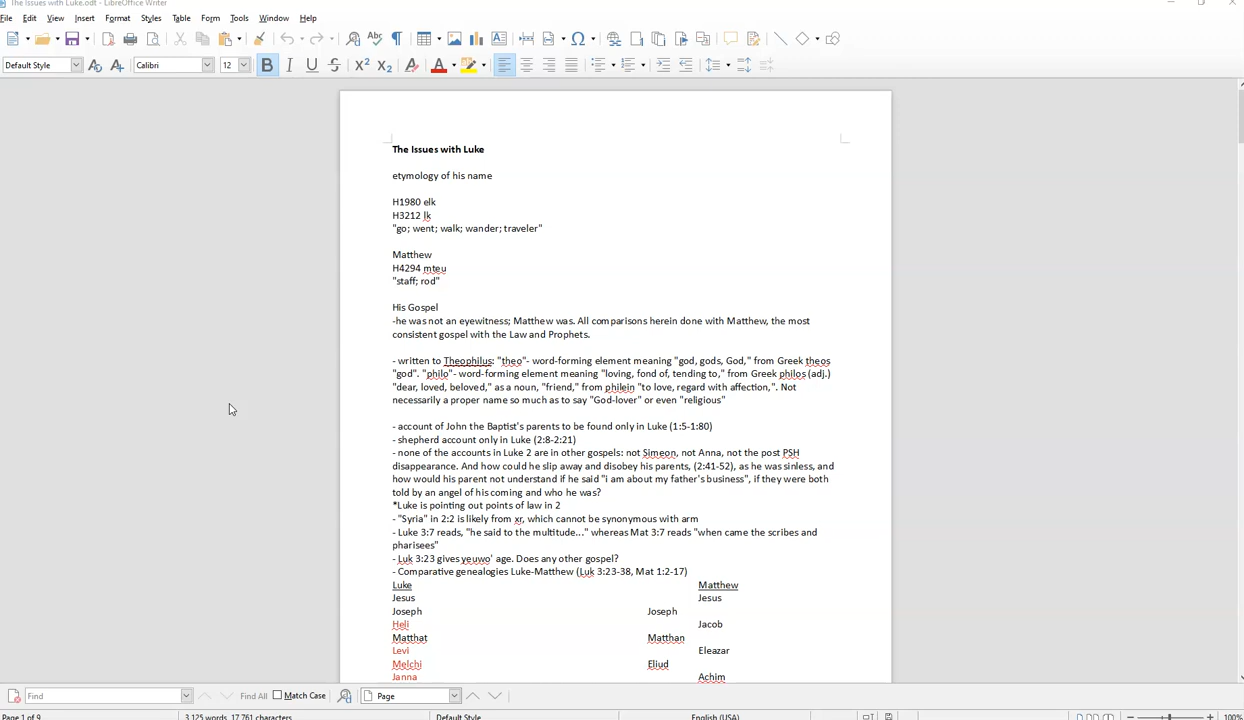 The Issues with Luke.odt - LibreOffice Writer
File Edit View Insert Format Styles Table Form Tools Window Help
Default Style Calibri 12
The Issues with Luke
etymology of his name
H1980 elk
H3212 lk
"go; went; walk; wander; traveler"
Matthew
H4294 mteu
"staff; rod"
His Gospel
-he was not an eyewitness; Matthew was. All comparisons herein done with Matthew, the most
consistent gospel with the Law and Prophets.
- written to Theophilus: "theo"- word-forming element meaning "god, gods, God," from Greek theos
"god". "philo"- word-forming element meaning "loving, fond of, tending to," from Greek philos (adj.)
"dear, loved, beloved," as a noun, "friend," from philein "to love, regard with affection,". Not
necessarily a proper name so much as to say "God-lover" or even "religious"
- account of John the Baptist's parents to be found only in Luke (1:5-1:80)
- shepherd account only in Luke (2:8-2:21)
- none of the accounts in Luke 2 are in other gospels: not Simeon, not Anna, not the post PSH
disappearance. And how could he slip away and disobey his parents, (2:41-52), as he was sinless, and
how would his parent not understand if he said "i am about my father's business", if they were both
told by an angel of his coming and who he was?
*Luke is pointing out points of law in 2
- "Syria" in 2:2 is likely from xr, which cannot be synonymous with arm
- Luke 3:7 reads, "he said to the multitude..." whereas Mat 3:7 reads "when came the scribes and
pharisees"
- Luk 3:23 gives yeuwo' age. Does any other gospel?
- Comparative genealogies Luke-Matthew (Luk 3:23-38, Mat 1:2-17)
Luke Matthew
Jesus Jesus
Joseph Joseph
Heli Jacob
Matthat Matthan
Levi Eleazar
Melchi Eliud
Janna Achim
Find Find All Match Case Page
Page 1 of 9 3,125 words, 17,761 characters Default Style English (USA) 100%